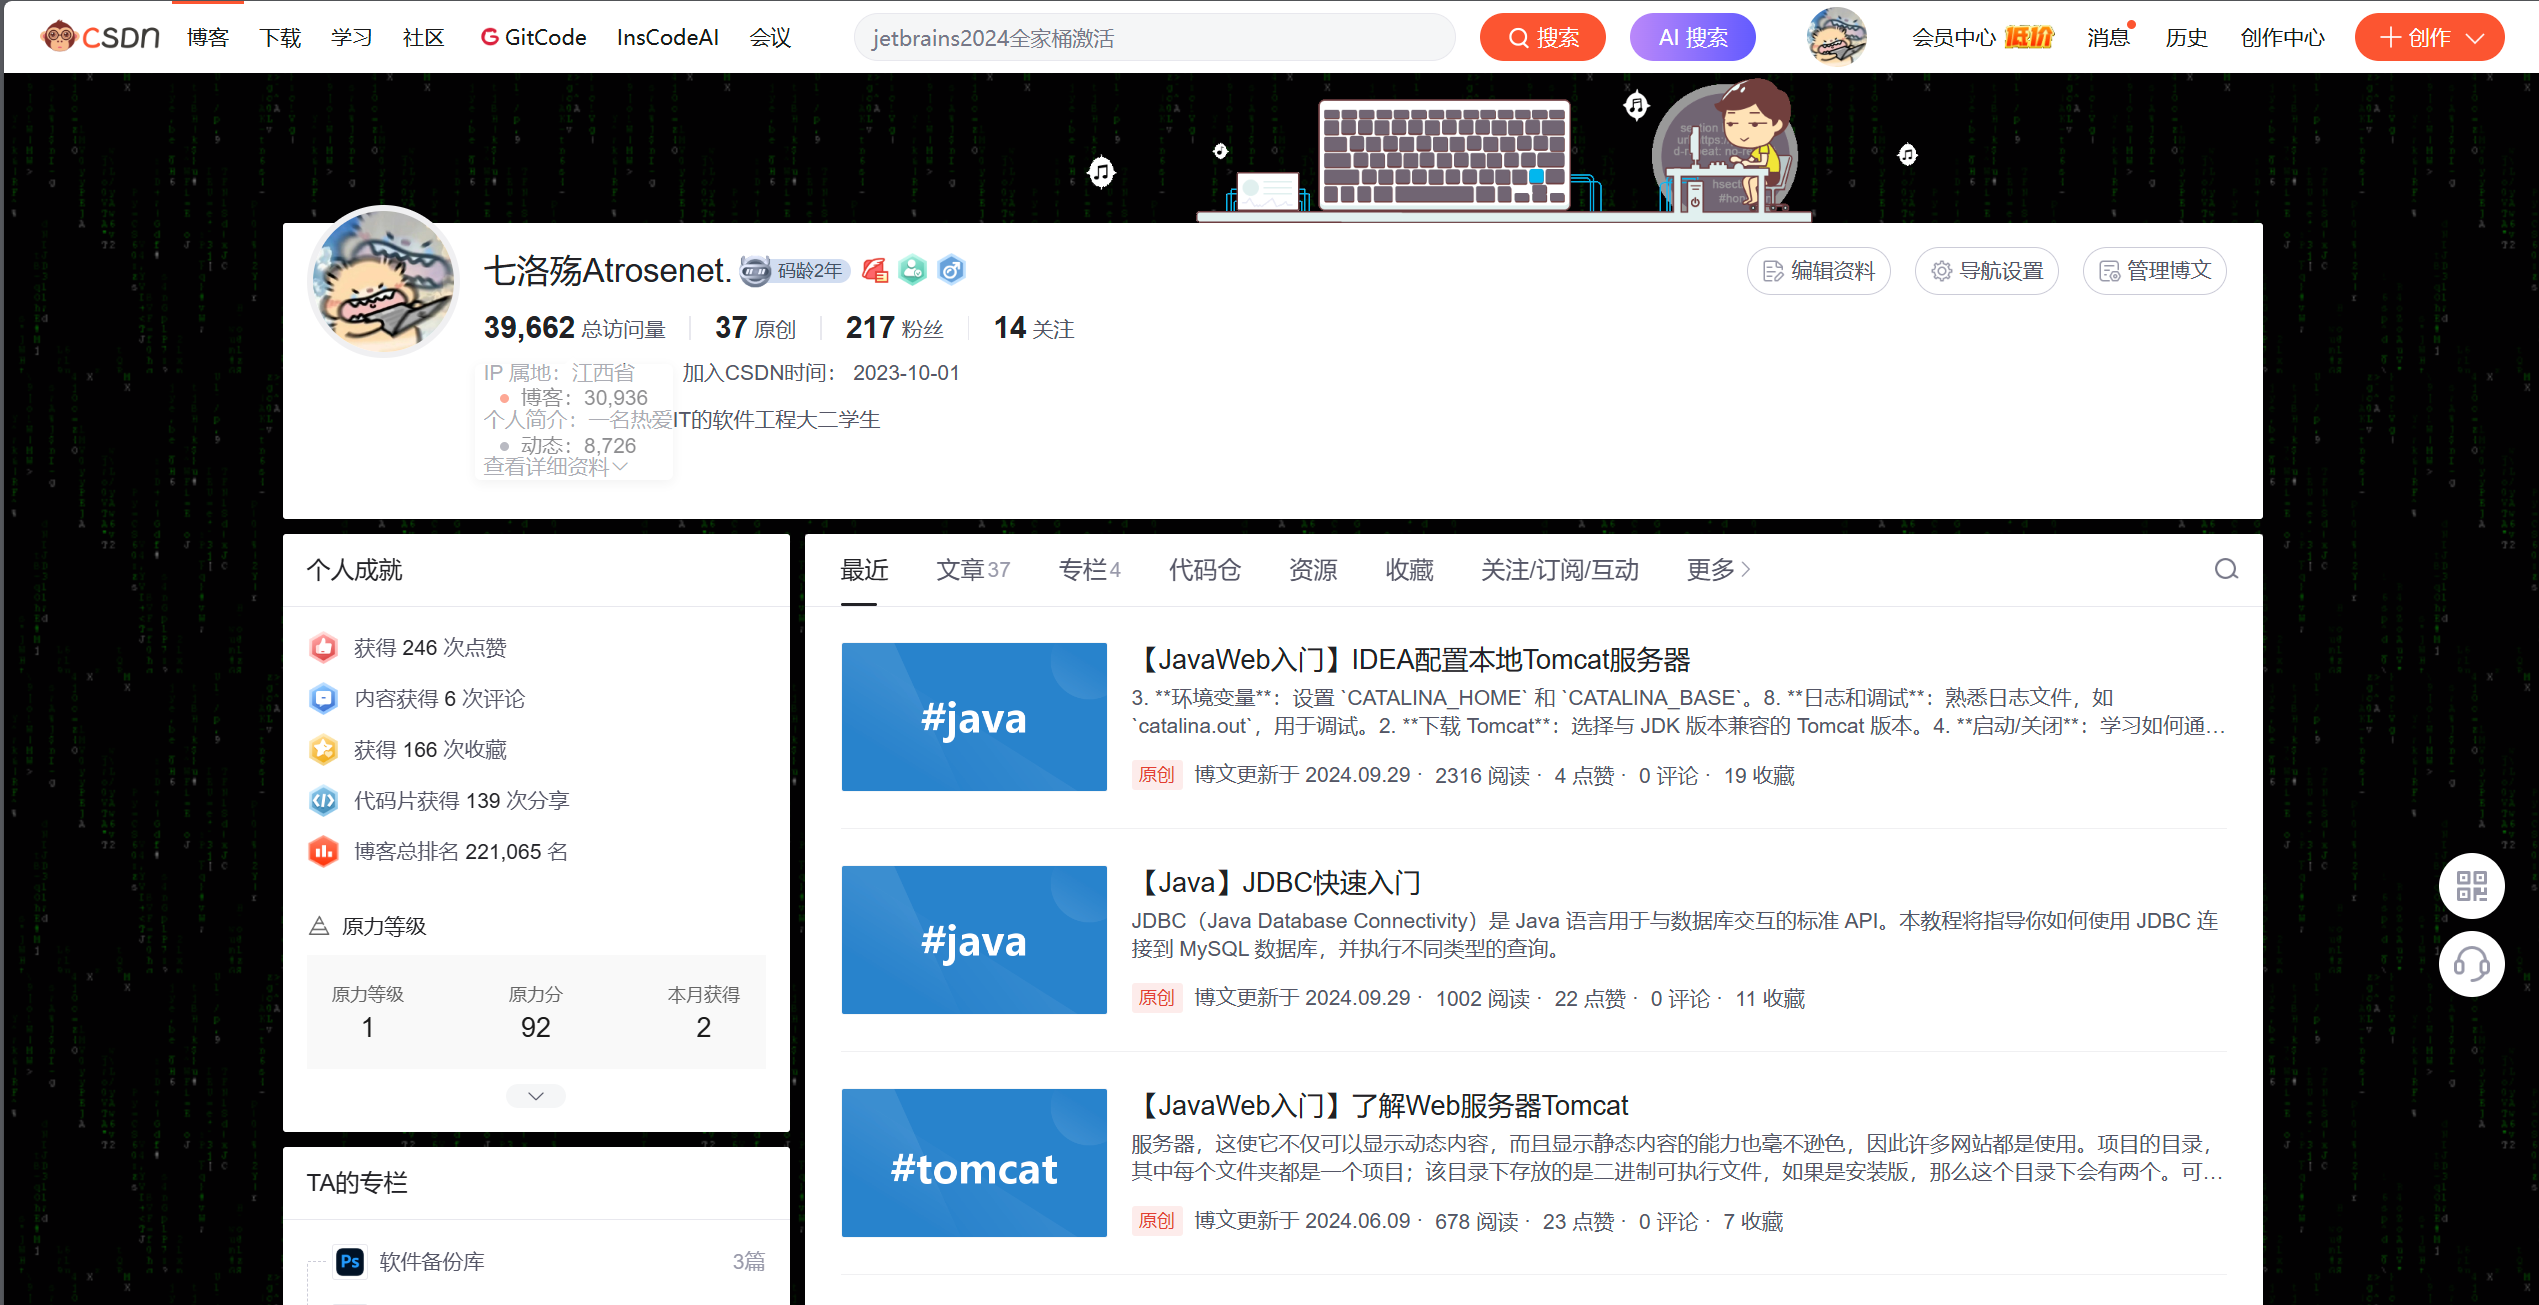 CSDN 博客 下载 学习 社区 GitCode InsCodeAI 会议 jetbrains2024全家桶激活 搜索 AI 搜索 会员中心 低价 消息 历史 创作中心 创作
七洛殇Atrosenet. 码龄2年 编辑资料 导航设置 管理博文
39,662 总访问量 37 原创 217 粉丝 14 关注
IP 属地：江西省 加入CSDN时间： 2023-10-01
博客：30,936
个人简介：一名热爱IT的软件工程大二学生
动态：8,726
查看详细资料
个人成就
获得 246 次点赞
内容获得 6 次评论
获得 166 次收藏
代码片获得 139 次分享
博客总排名 221,065 名
原力等级
原力等级 原力分 本月获得
1 92 2
TA的专栏
Ps 软件备份库 3篇
最近 文章37 专栏4 代码仓 资源 收藏 关注/订阅/互动 更多
#java
【JavaWeb入门】IDEA配置本地Tomcat服务器
3. **环境变量**：设置 `CATALINA_HOME` 和 `CATALINA_BASE`。8. **日志和调试**：熟悉日志文件，如
`catalina.out`，用于调试。2. **下载 Tomcat**：选择与 JDK 版本兼容的 Tomcat 版本。4. **启动/关闭**：学习如何通…
原创 博文更新于 2024.09.29 · 2316 阅读 · 4 点赞 · 0 评论 · 19 收藏
#java
【Java】JDBC快速入门
JDBC（Java Database Connectivity）是 Java 语言用于与数据库交互的标准 API。本教程将指导你如何使用 JDBC 连
接到 MySQL 数据库，并执行不同类型的查询。
原创 博文更新于 2024.09.29 · 1002 阅读 · 22 点赞 · 0 评论 · 11 收藏
#tomcat
【JavaWeb入门】了解Web服务器Tomcat
服务器，这使它不仅可以显示动态内容，而且显示静态内容的能力也毫不逊色，因此许多网站都是使用。项目的目录，
其中每个文件夹都是一个项目；该目录下存放的是二进制可执行文件，如果是安装版，那么这个目录下会有两个。可…
原创 博文更新于 2024.06.09 · 678 阅读 · 23 点赞 · 0 评论 · 7 收藏